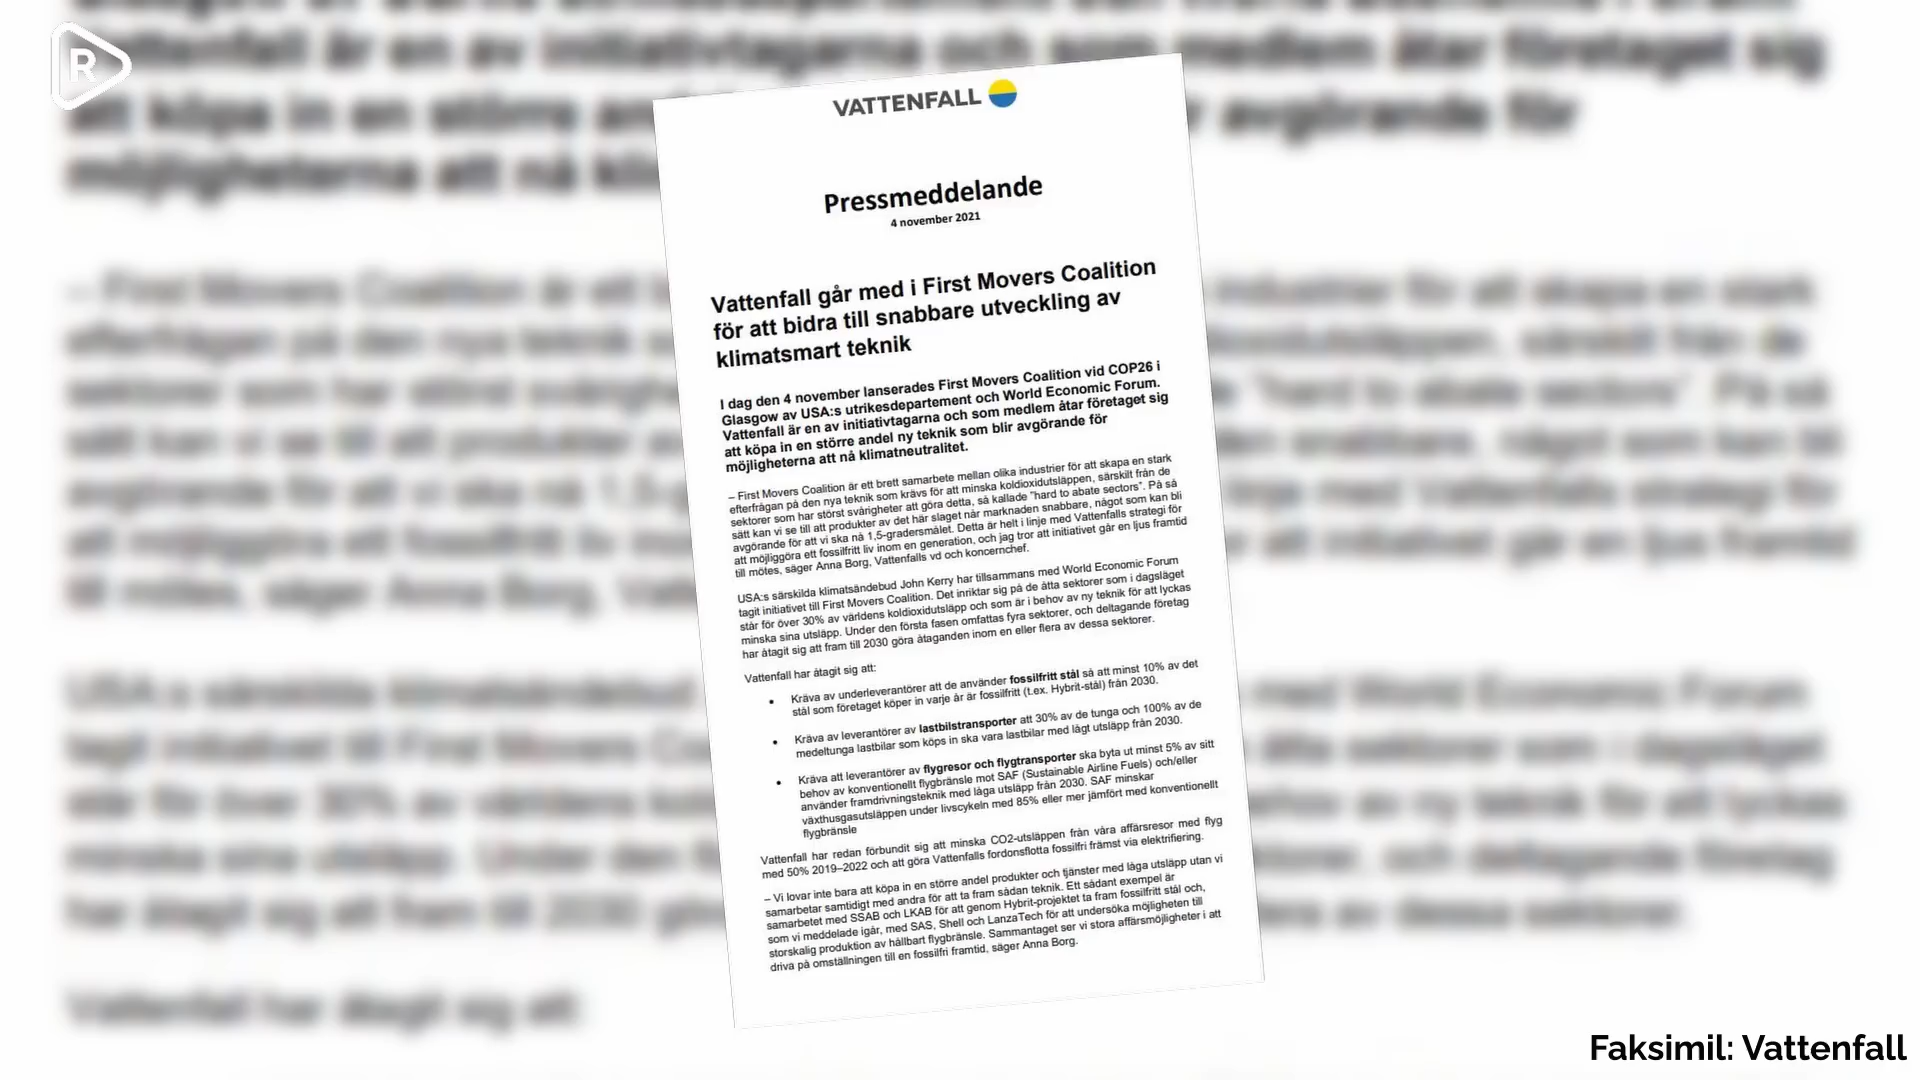 R
VATTENFALL
Pressmeddelande
4 november 2021
Vattenfall går med i First Movers Coalition
för att bidra till snabbare utveckling av
klimatsmart teknik
I dag den 4 november lanserades First Movers Coalition vid COP26 i
Glasgow av USA:s utrikesdepartement och World Economic Forum.
Vattenfall är en av initiativtagarna och som medlem åtar företaget sig
att köpa in en större andel ny teknik som blir avgörande för
möjligheterna att nå klimatneutralitet.
– First Movers Coalition är ett brett samarbete mellan olika industrier för att skapa en stark
efterfrågan på den nya teknik som krävs för att minska koldioxidutsläppen, särskilt från de
sektorer som har störst svårigheter att göra detta, så kallade "hard to abate sectors". På så
sätt kan vi se till att produkter av det här slaget når marknaden snabbare, något som kan bli
avgörande för att vi ska nå 1,5-gradersmålet. Detta är helt i linje med Vattenfalls strategi för
att möjliggöra ett fossilfritt liv inom en generation, och jag tror att initiativet går en ljus framtid
till mötes, säger Anna Borg, Vattenfalls vd och koncernchef.
USA:s särskilda klimatsändebud John Kerry har tillsammans med World Economic Forum
tagit initiativet till First Movers Coalition. Det inriktar sig på de åtta sektorer som i dagsläget
står för över 30% av världens koldioxidutsläpp och som är i behov av ny teknik för att lyckas
minska sina utsläpp. Under den första fasen omfattas fyra sektorer, och deltagande företag
har åtagit sig att fram till 2030 göra åtaganden inom en eller flera av dessa sektorer.
Vattenfall har åtagit sig att:
• Kräva av underleverantörer att de använder fossilfritt stål så att minst 10% av det
stål som företaget köper in varje år är fossilfritt (t.ex. Hybrit-stål) från 2030.
• Kräva av leverantörer av lastbilstransporter att 30% av de tunga och 100% av de
medeltunga lastbilar som köps in ska vara lastbilar med lågt utsläpp från 2030.
• Kräva att leverantörer av flygresor och flygtransporter ska byta ut minst 5% av sitt
behov av konventionellt flygbränsle mot SAF (Sustainable Airline Fuels) och/eller
använder framdrivningsteknik med låga utsläpp från 2030. SAF minskar
växthusgasutsläppen under livscykeln med 85% eller mer jämfört med konventionellt
flygbränsle
Vattenfall har redan förbundit sig att minska CO2-utsläppen från våra affärsresor med flyg
med 50% 2019–2022 och att göra Vattenfalls fordonsflotta fossilfri främst via elektrifiering.
– Vi lovar inte bara att köpa in en större andel produkter och tjänster med låga utsläpp utan vi
samarbetar samtidigt med andra för att ta fram sådan teknik. Ett sådant exempel är
samarbetet med SSAB och LKAB för att genom Hybrit-projektet ta fram fossilfritt stål och,
som vi meddelade igår, med SAS, Shell och LanzaTech för att undersöka möjligheten till
storskalig produktion av hållbart flygbränsle. Sammantaget ser vi stora affärsmöjligheter i att
driva på omställningen till en fossilfri framtid, säger Anna Borg.
Faksimil: Vattenfall